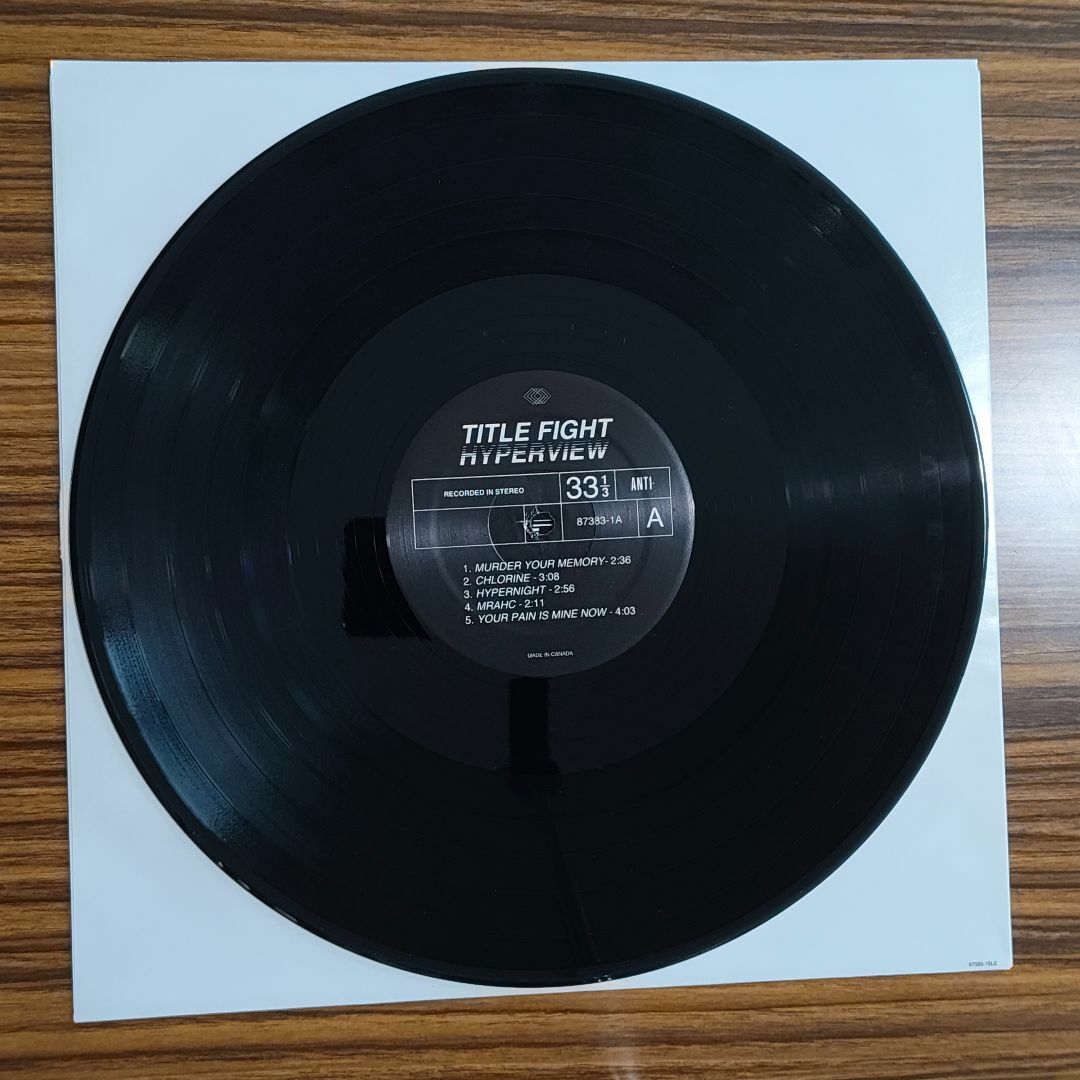 TITLE FIGHT
HYPERVIEW
RECORDED IN STEREO
33 1/3
ANTI-
87383-1A
A
1. MURDER YOUR MEMORY- 2:36
2. CHLORINE - 3:08
3. HYPERNIGHT - 2:56
4. MRAHC - 2:11
5. YOUR PAIN IS MINE NOW - 4:03
MADE IN CANADA